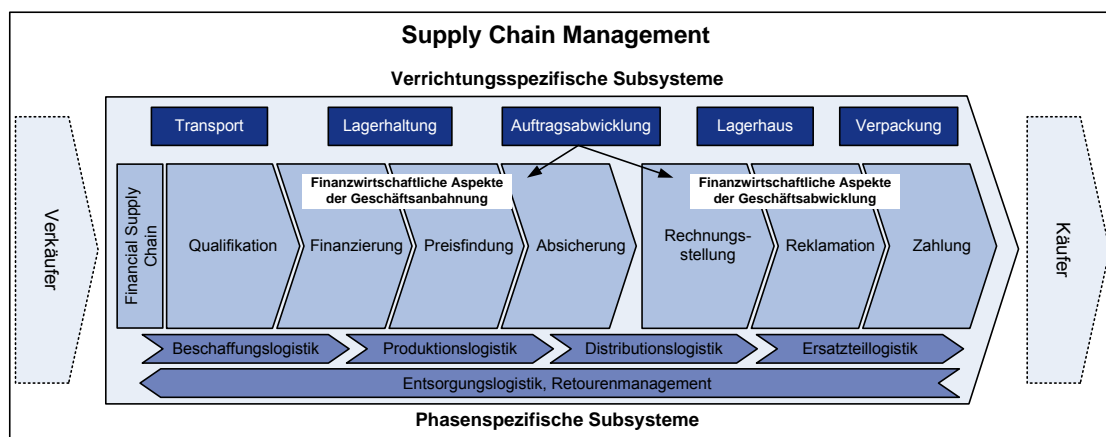 Supply Chain Management
Verrichtungsspezifische Subsysteme
Transport
Lagerhaltung
Auftragsabwicklung
Lagerhaus
Verpackung
Verkäufer
Financial Supply
Chain
Finanzwirtschaftliche Aspekte
der Geschäftsanbahnung
Finanzwirtschaftliche Aspekte
der Geschäftsabwicklung
Qualifikation
Finanzierung
Preisfindung
Absicherung
Rechnungs-
stellung
Reklamation
Zahlung
Käufer
Beschaffungslogistik
Produktionslogistik
Distributionslogistik
Ersatzteillogistik
Entsorgungslogistik, Retourenmanagement
Phasenspezifische Subsysteme